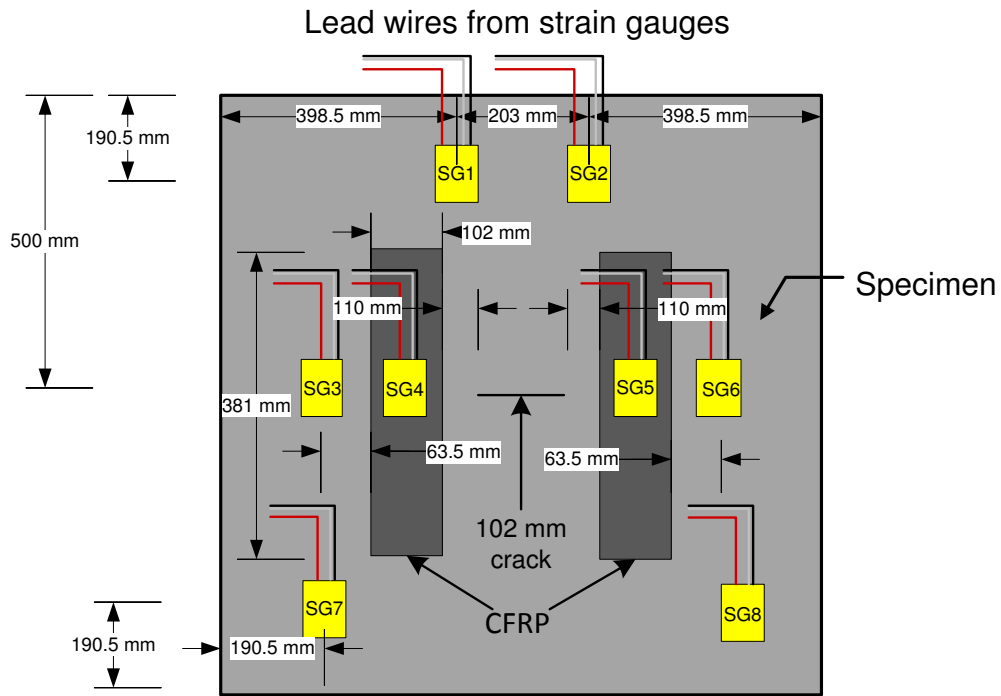 Lead wires from strain gauges
398.5 mm
203 mm
398.5 mm
190.5 mm
SG1
SG2
102 mm
500 mm
Specimen
110 mm
110 mm
SG3
SG4
SG5
SG6
381 mm
63.5 mm
63.5 mm
102 mm
crack
SG7
SG8
CFRP
190.5 mm
190.5 mm